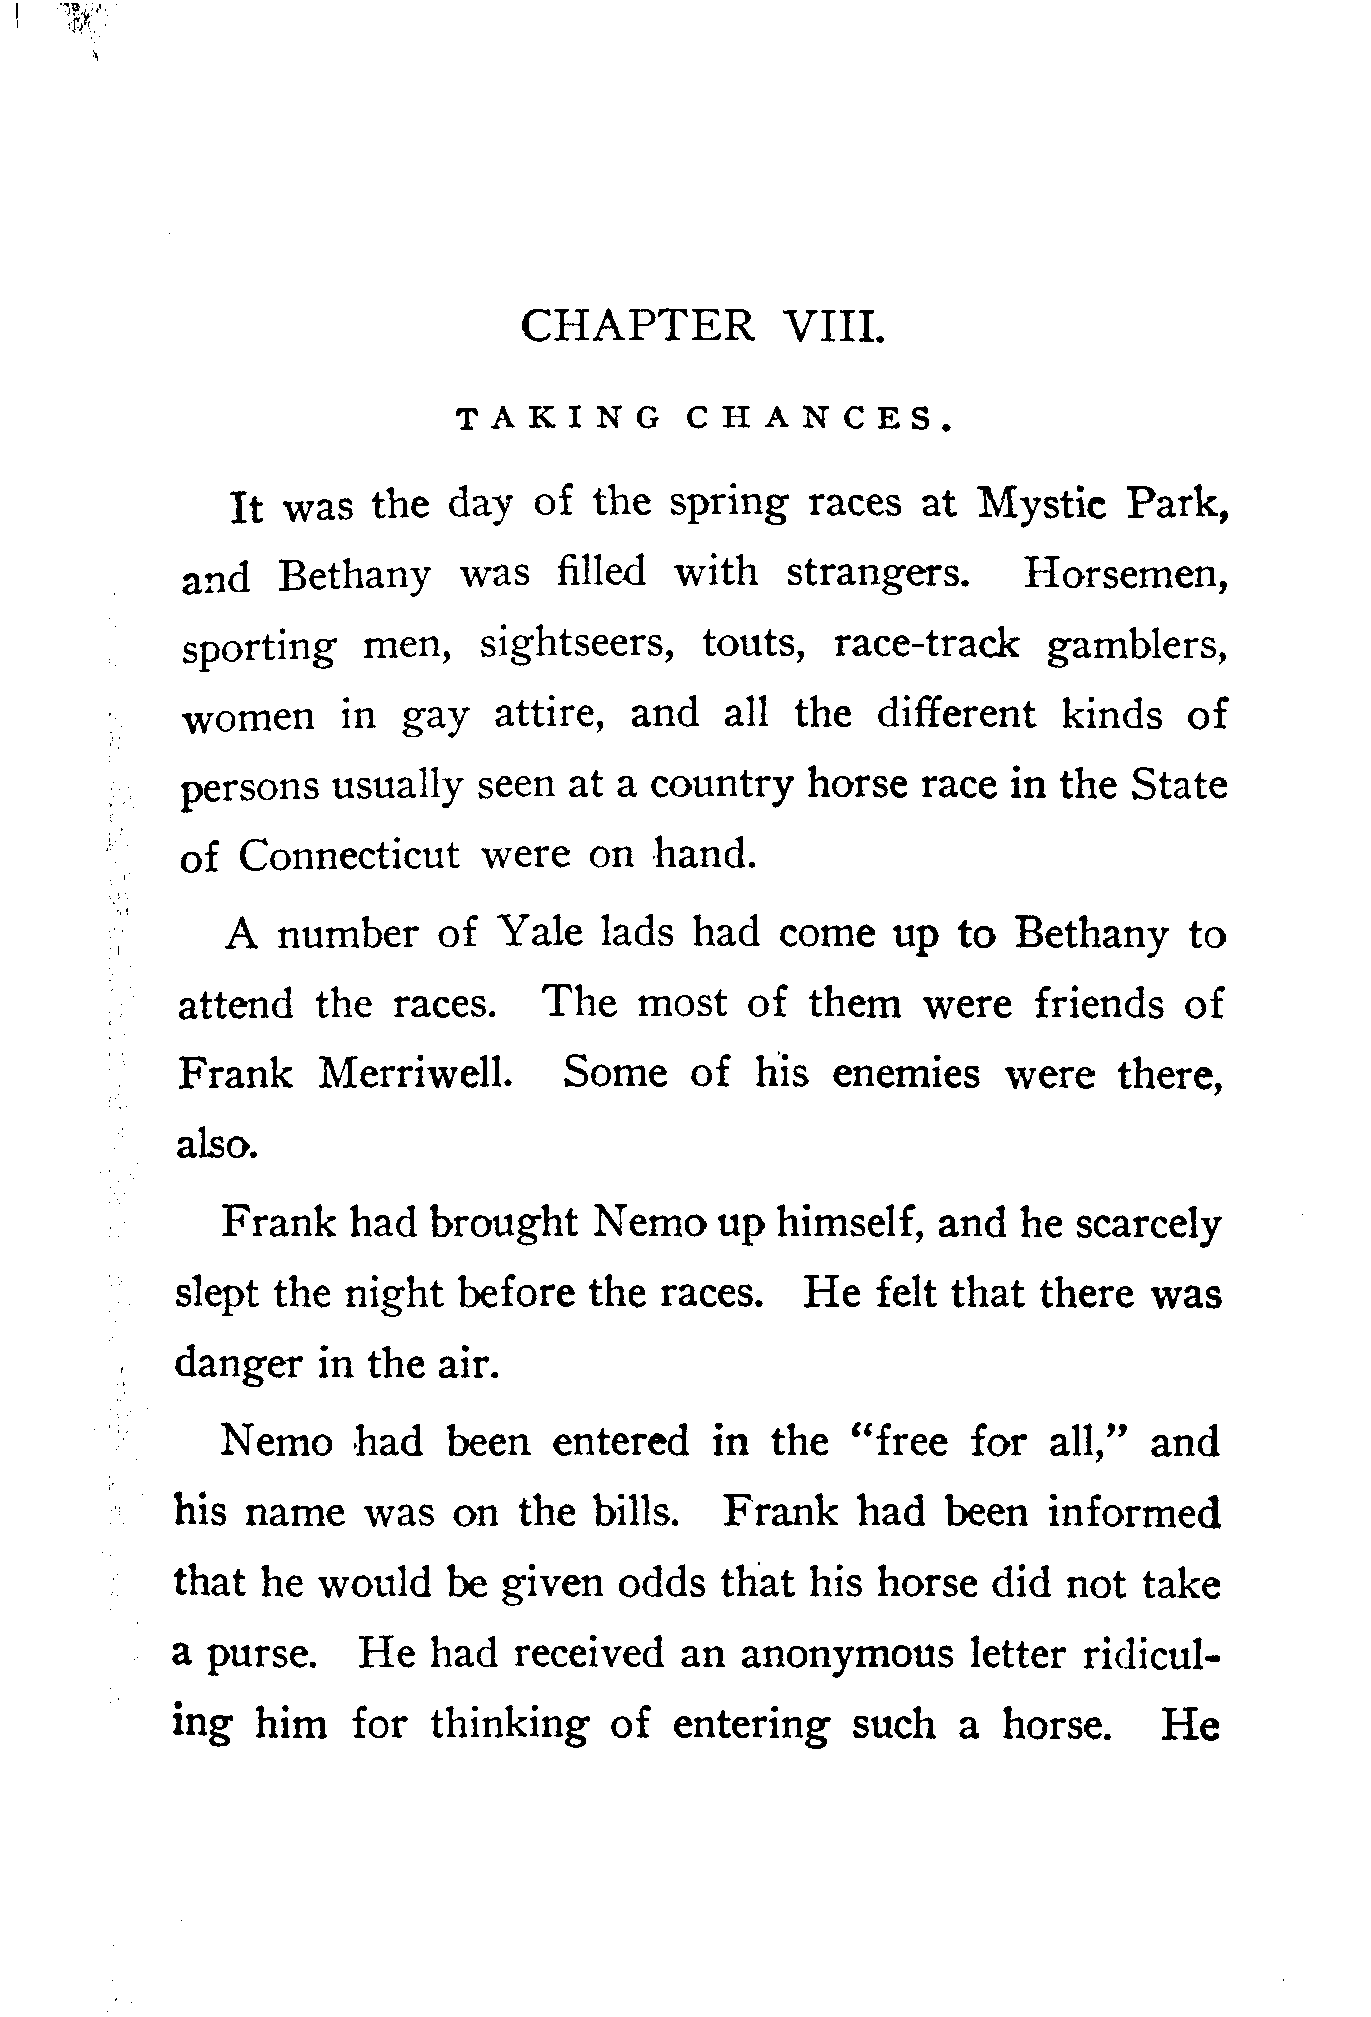 CHAPTER VIII.
TAKING CHANCES.
It was the day of the spring races at Mystic Park,
and Bethany was filled with strangers. Horsemen,
sporting men, sightseers, touts, race-track gamblers,
women in gay attire, and all the different kinds of
persons usually seen at a country horse race in the State
of Connecticut were on hand.
A number of Yale lads had come up to Bethany to
attend the races. The most of them were friends of
Frank Merriwell. Some of his enemies were there,
also.
Frank had brought Nemo up himself, and he scarcely
slept the night before the races. He felt that there was
danger in the air.
Nemo had been entered in the “free for all,” and
his name was on the bills. Frank had been informed
that he would be given odds that his horse did not take
a purse. He had received an anonymous letter ridicul-
ing him for thinking of entering such a horse. He